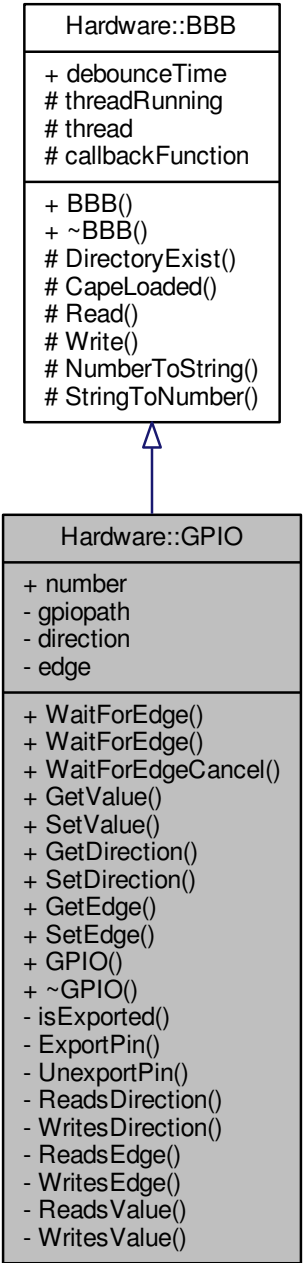 Hardware::BBB
+ debounceTime
# threadRunning
# thread
# callbackFunction
+ BBB()
+ ~BBB()
# DirectoryExist()
# CapeLoaded()
# Read()
# Write()
# NumberToString()
# StringToNumber()
Hardware::GPIO
+ number
- gpiopath
- direction
- edge
+ WaitForEdge()
+ WaitForEdge()
+ WaitForEdgeCancel()
+ GetValue()
+ SetValue()
+ GetDirection()
+ SetDirection()
+ GetEdge()
+ SetEdge()
+ GPIO()
+ ~GPIO()
- isExported()
- ExportPin()
- UnexportPin()
- ReadsDirection()
- WritesDirection()
- ReadsEdge()
- WritesEdge()
- ReadsValue()
- WritesValue()